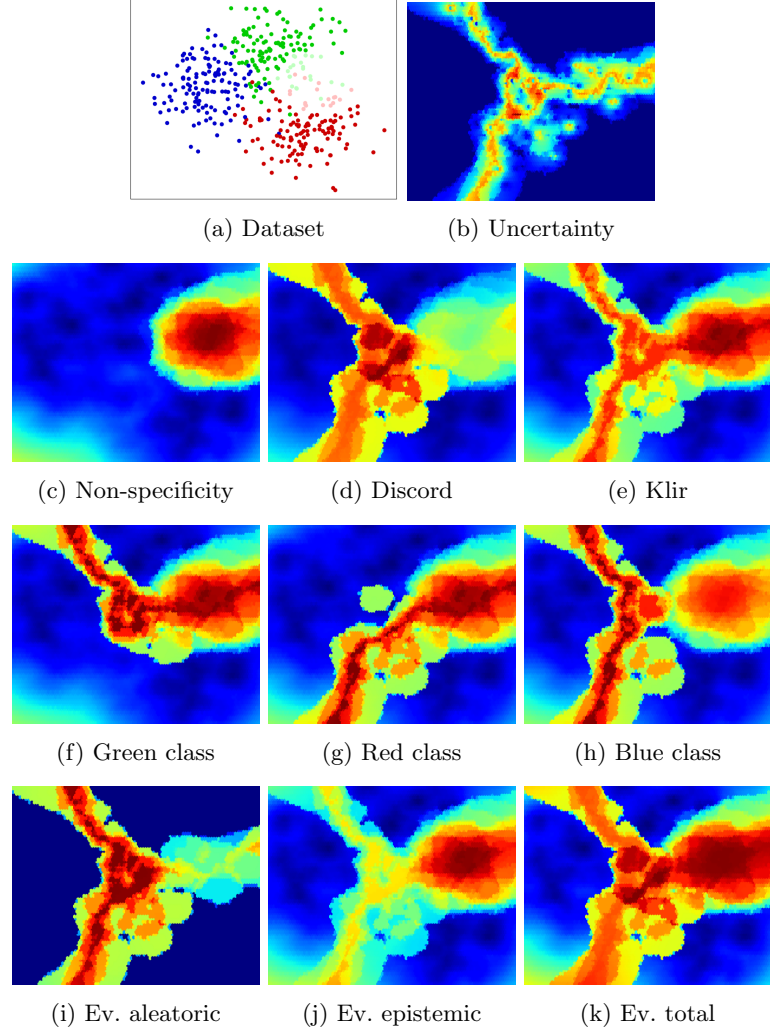 (a) Dataset
(b) Uncertainty
(c) Non-specificity
(d) Discord
(e) Klir
(f) Green class
(g) Red class
(h) Blue class
(i) Ev. aleatoric
(j) Ev. epistemic
(k) Ev. total